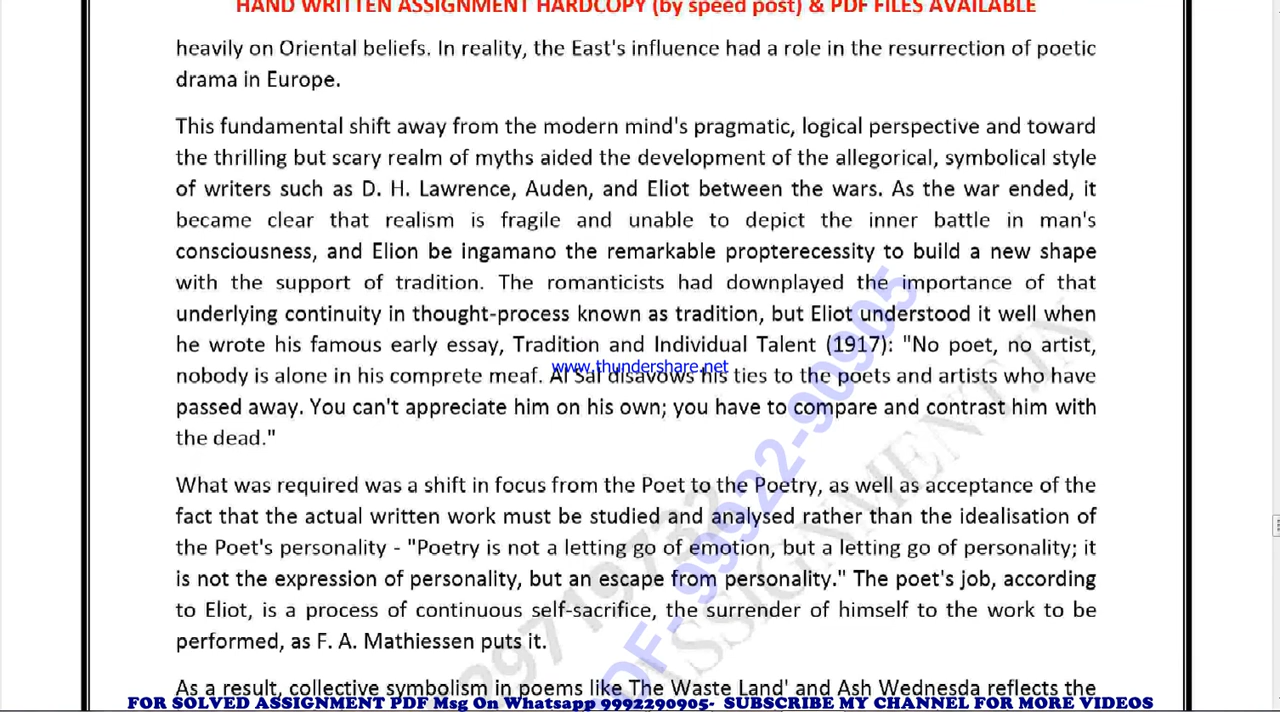 HAND WRITTEN ASSIGNMENT HARDCOPY (by speed post) & PDF FILES AVAILABLE
heavily on Oriental beliefs. In reality, the East's influence had a role in the resurrection of poetic
drama in Europe.
This fundamental shift away from the modern mind's pragmatic, logical perspective and toward
the thrilling but scary realm of myths aided the development of the allegorical, symbolical style
of writers such as D. H. Lawrence, Auden, and Eliot between the wars. As the war ended, it
became clear that realism is fragile and unable to depict the inner battle in man's
consciousness, and Elion be ingamano the remarkable propterecessity to build a new shape
with the support of tradition. The romanticists had downplayed the importance of that
underlying continuity in thought-process known as tradition, but Eliot understood it well when
he wrote his famous early essay, Tradition and Individual Talent (1917): "No poet, no artist,
www.thundershare.net
nobody is alone in his comprete meaf. Al Sal disavows his ties to the poets and artists who have
passed away. You can't appreciate him on his own; you have to compare and contrast him with
the dead."
What was required was a shift in focus from the Poet to the Poetry, as well as acceptance of the
fact that the actual written work must be studied and analysed rather than the idealisation of
the Poet's personality - "Poetry is not a letting go of emotion, but a letting go of personality; it
is not the expression of personality, but an escape from personality." The poet's job, according
to Eliot, is a process of continuous self-sacrifice, the surrender of himself to the work to be
performed, as F. A. Mathiessen puts it.
As a result, collective symbolism in poems like The Waste Land' and Ash Wednesda reflects the
PDF- 99922-90905
2971 9732
ASSIGNMENT.IN
FOR SOLVED ASSIGNMENT PDF Msg On Whatsapp 9992290905- SUBSCRIBE MY CHANNEL FOR MORE VIDEOS